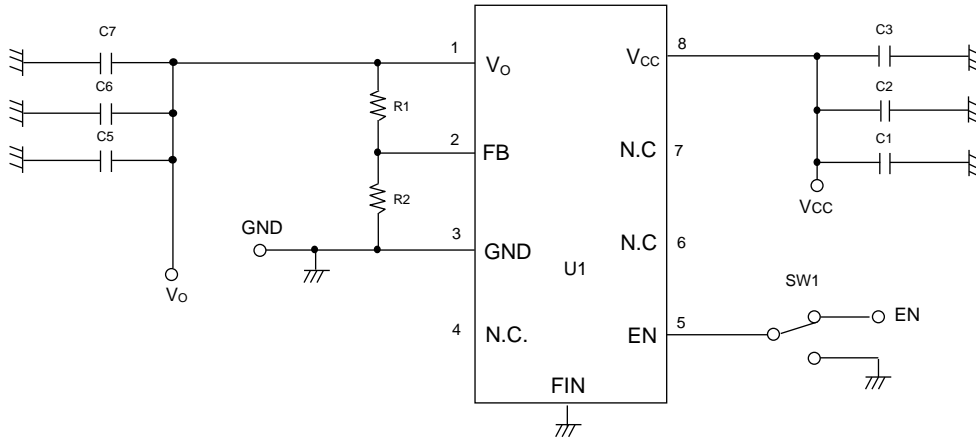 C7
C6
C5
VO
R1
R2
GND
1
2
3
4
VO
FB
GND
N.C.
U1
FIN
VCC
N.C
N.C
EN
8
7
6
5
C3
C2
C1
VCC
SW1
EN